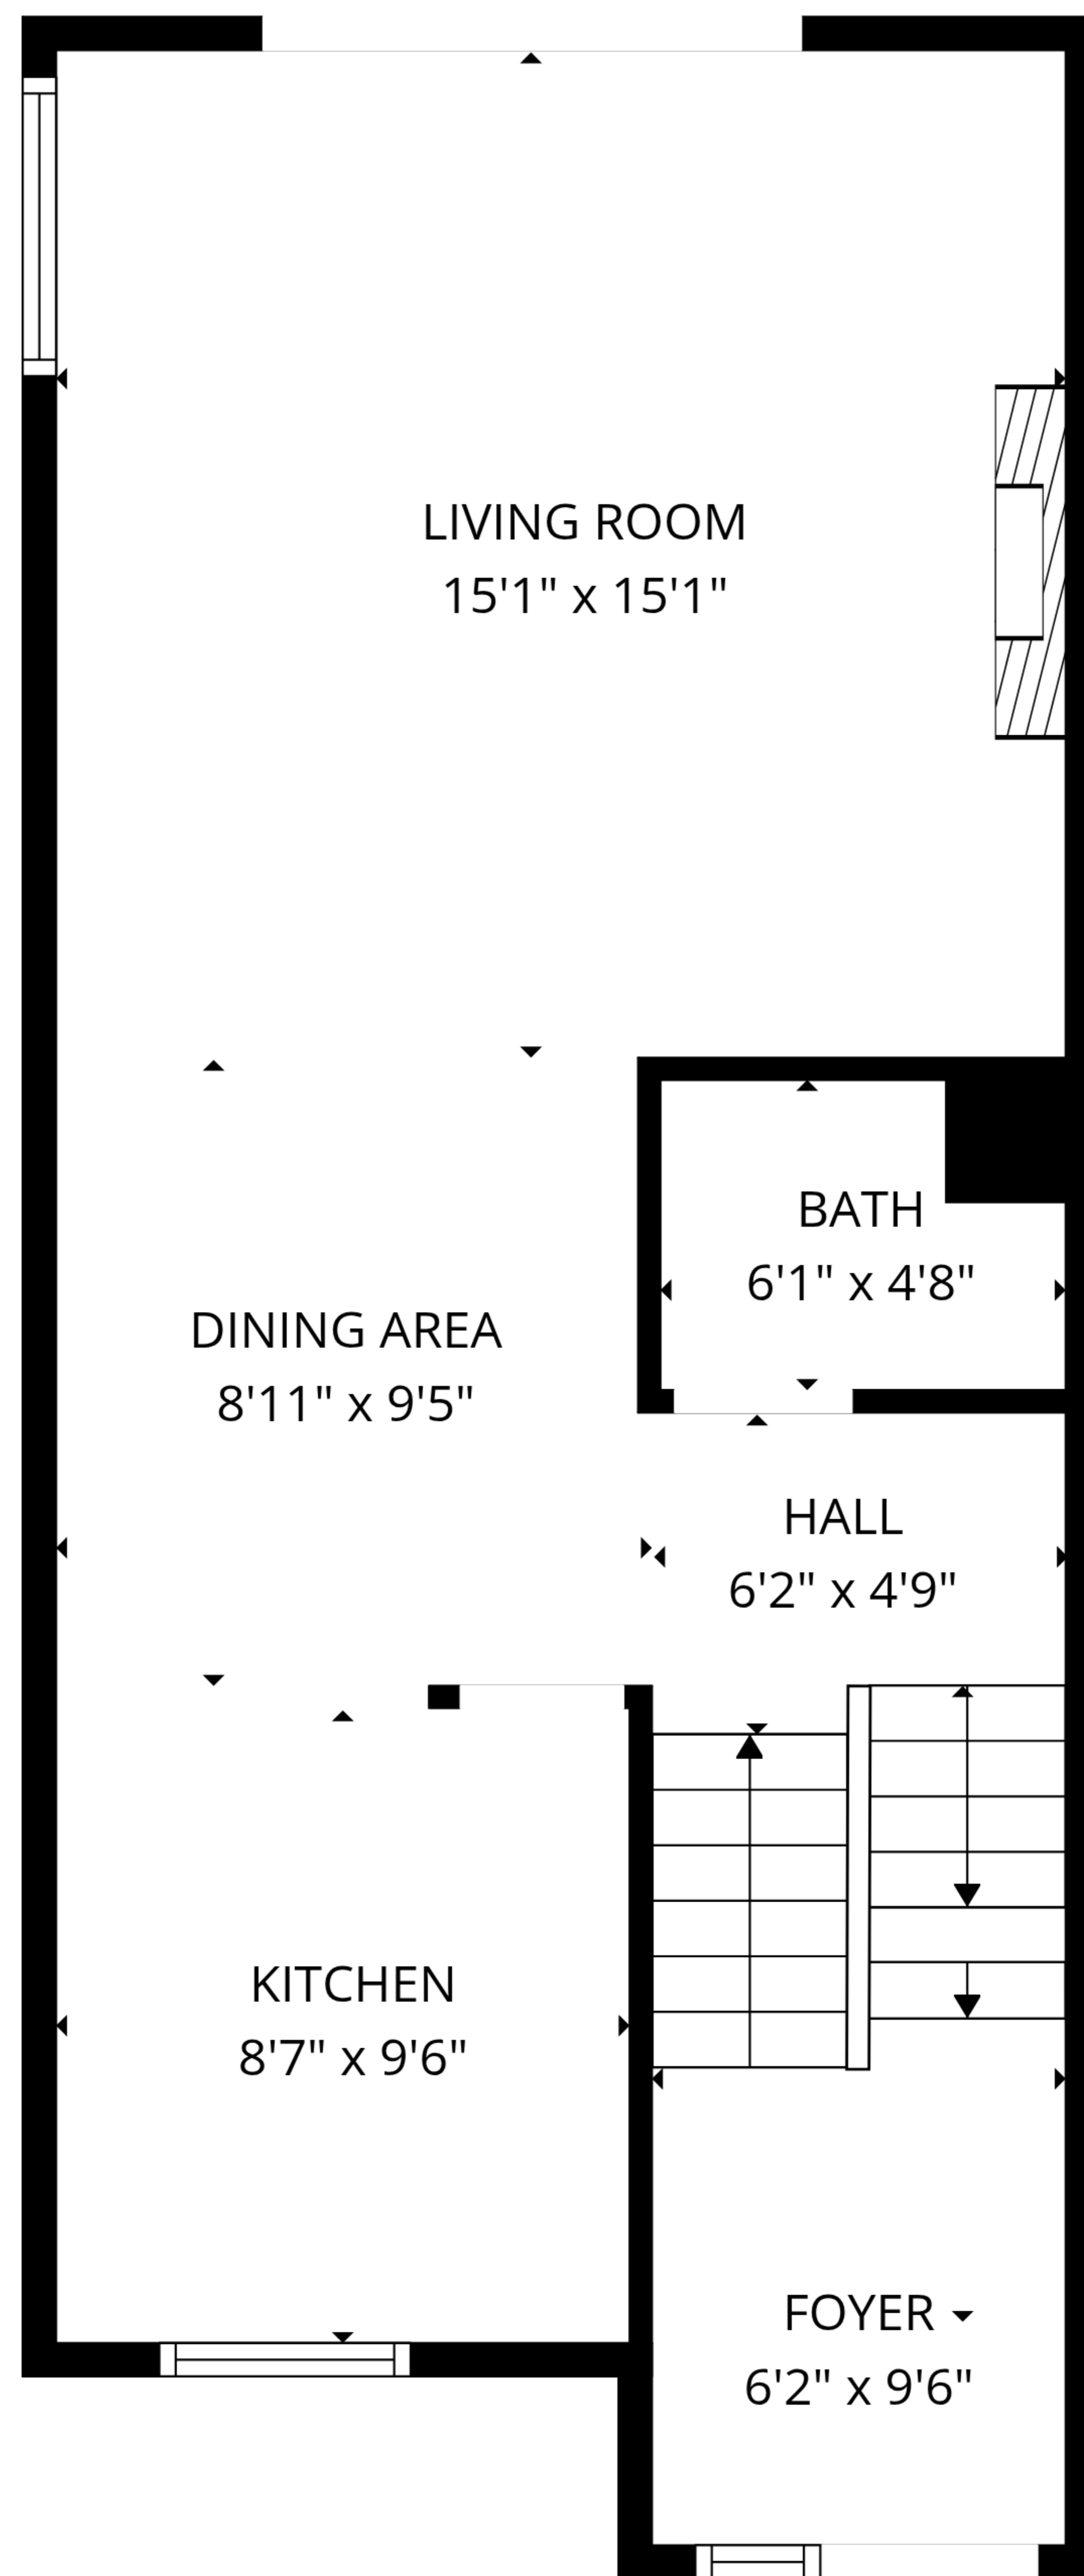 LIVING ROOM
15'1" x 15'1"
BATH
6'1" x 4'8"
DINING AREA
8'11" x 9'5"
HALL
6'2" x 4'9"
KITCHEN
8'7" x 9'6"
FOYER
6'2" x 9'6"